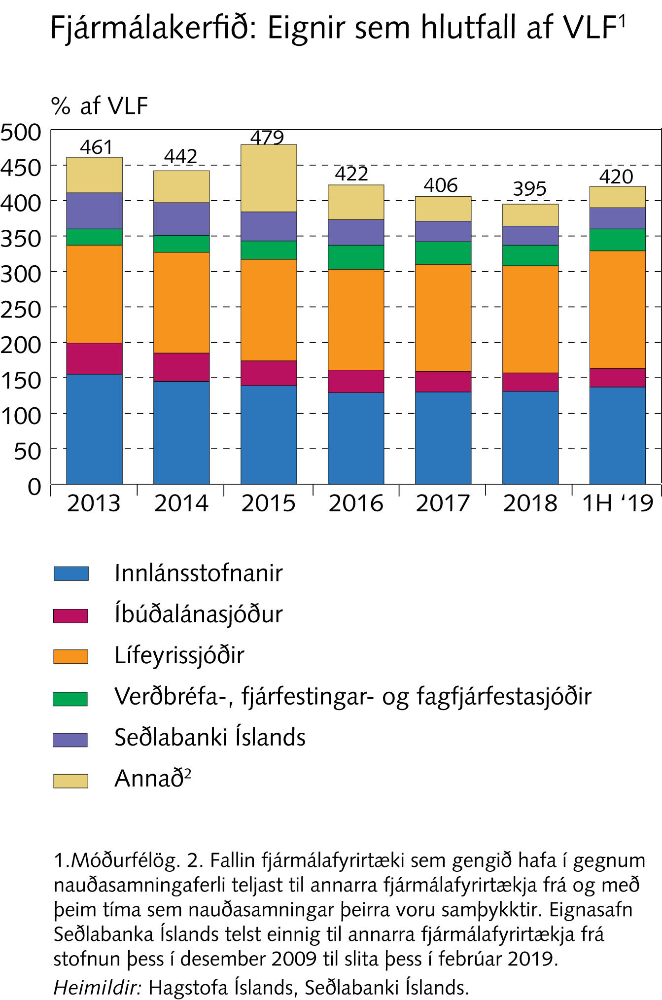 Fjármálakerfið: Eignir sem hlutfall af VLF¹
% af VLF
500
450
400
350
300
250
200
150
100
50
0
461
442
479
422
406
395
420
2013
2014
2015
2016
2017
2018
1H ‘19
Innlánsstofnanir
Íbúðalánasjóður
Lífeyrissjóðir
Verðbréfa-, fjárfestingar- og fagfjárfestasjóðir
Seðlabanki Íslands
Annað²
1.Móðurfélög. 2. Fallin fjármálafyrirtæki sem gengið hafa í gegnum
nauðasamningaferli teljast til annarra fjármálafyrirtækja frá og með
þeim tíma sem nauðasamningar þeirra voru samþykktir. Eignasafn
Seðlabanka Íslands telst einnig til annarra fjármálafyrirtækja frá
stofnun þess í desember 2009 til slita þess í febrúar 2019.
Heimildir: Hagstofa Íslands, Seðlabanki Íslands.